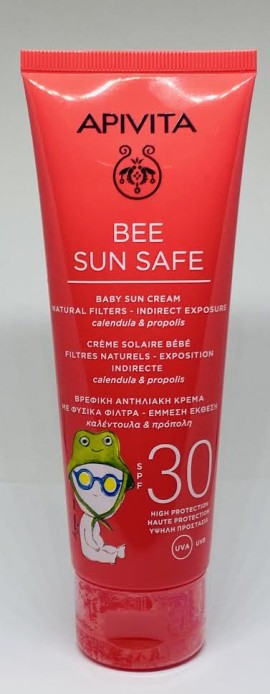 APIVITA
BEE
SUN SAFE
BABY SUN CREAM
NATURAL FILTERS - INDIRECT EXPOSURE
calendula & propolis
CRÈME SOLAIRE BÉBÉ
FILTRES NATURELS - EXPOSITION
INDIRECTE
calendula & propolis
ΒΡΕΦΙΚΗ ΑΝΤΗΛΙΑΚΗ ΚΡΕΜΑ
ΜΕ ΦΥΣΙΚΑ ΦΙΛΤΡΑ - ΕΜΜΕΣΗ ΕΚΘΕΣΗ
καλέντουλα & πρόπολη
SPF 30
HIGH PROTECTION
HAUTE PROTECTION
ΥΨΗΛΗ ΠΡΟΣΤΑΣΙΑ
UVA UVB